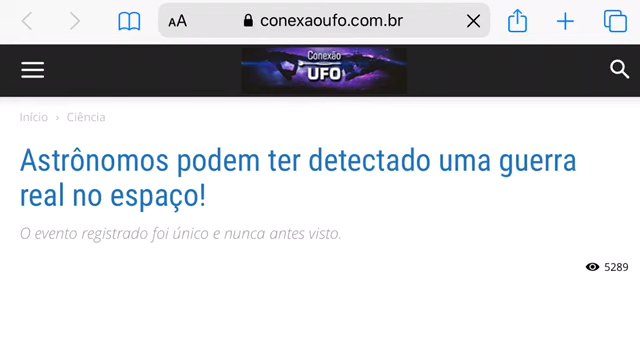 AA conexaoufo.com.br
Conexão
UFO
Início › Ciência
Astrônomos podem ter detectado uma guerra
real no espaço!
O evento registrado foi único e nunca antes visto.
5289